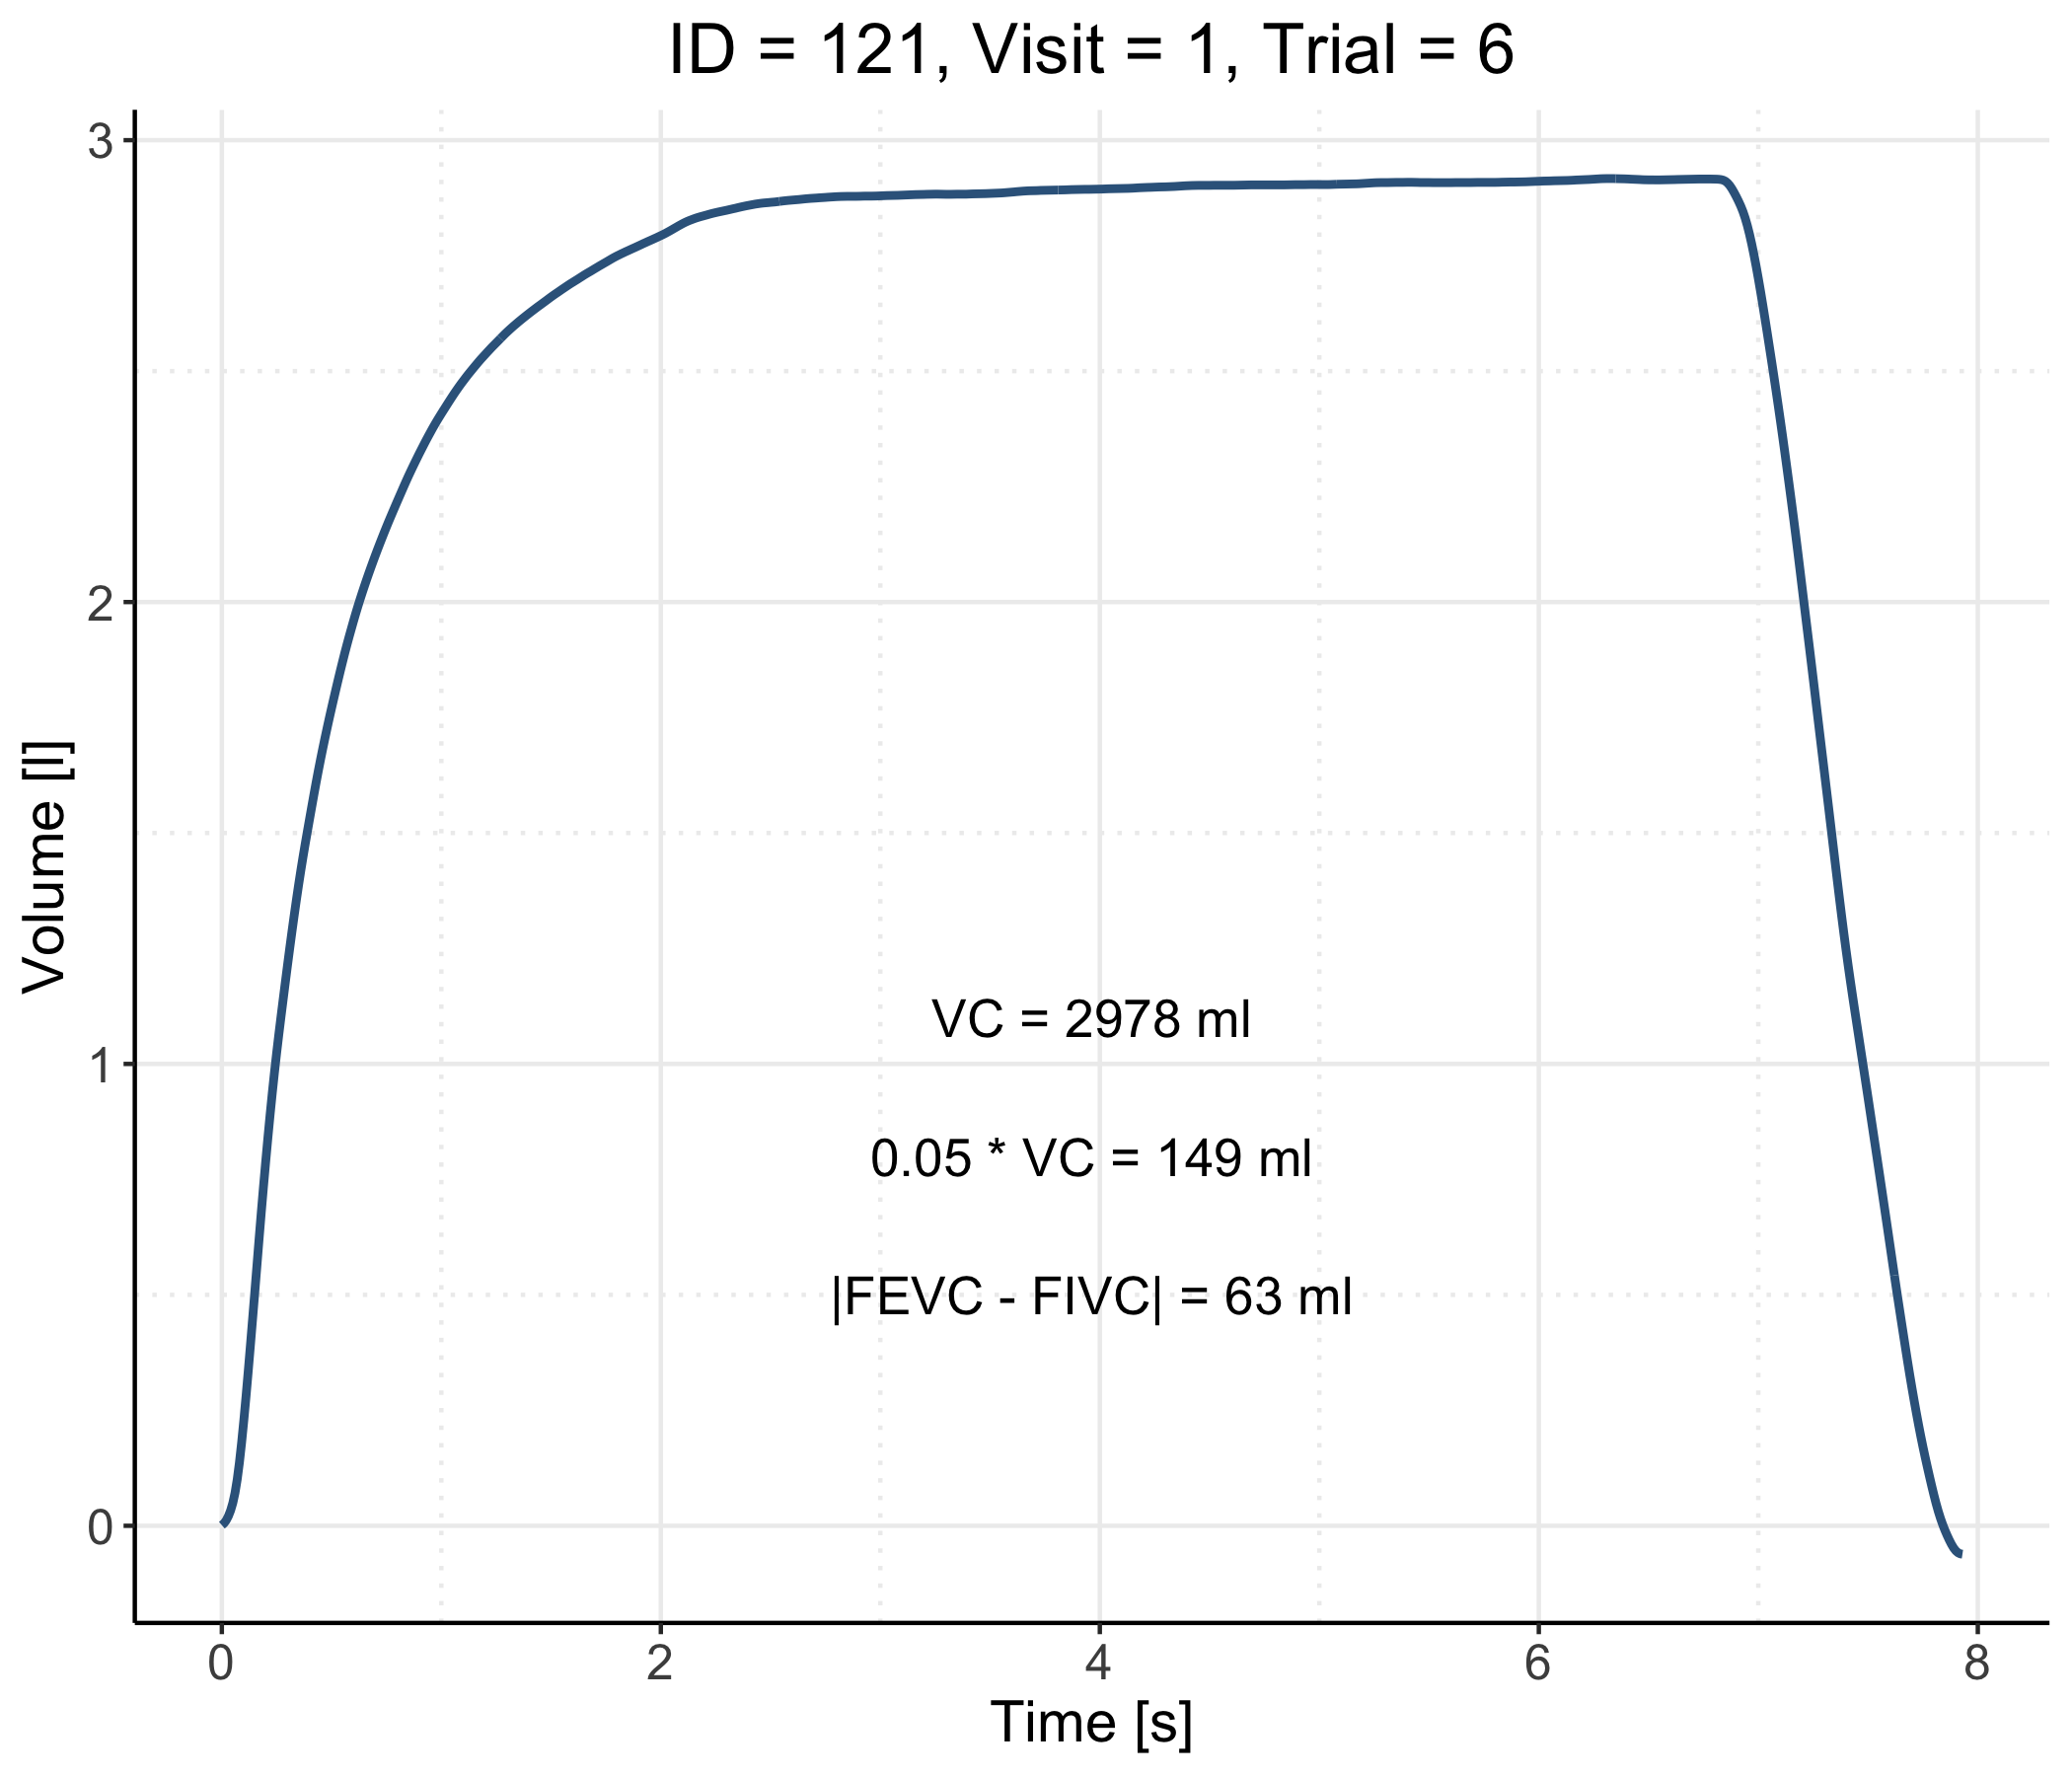 ID = 121, Visit = 1, Trial = 6
3
2
1
0
Volume [l]
VC = 2978 ml
0.05 * VC = 149 ml
|FEVC - FIVC| = 63 ml
0 2 4 6 8
Time [s]